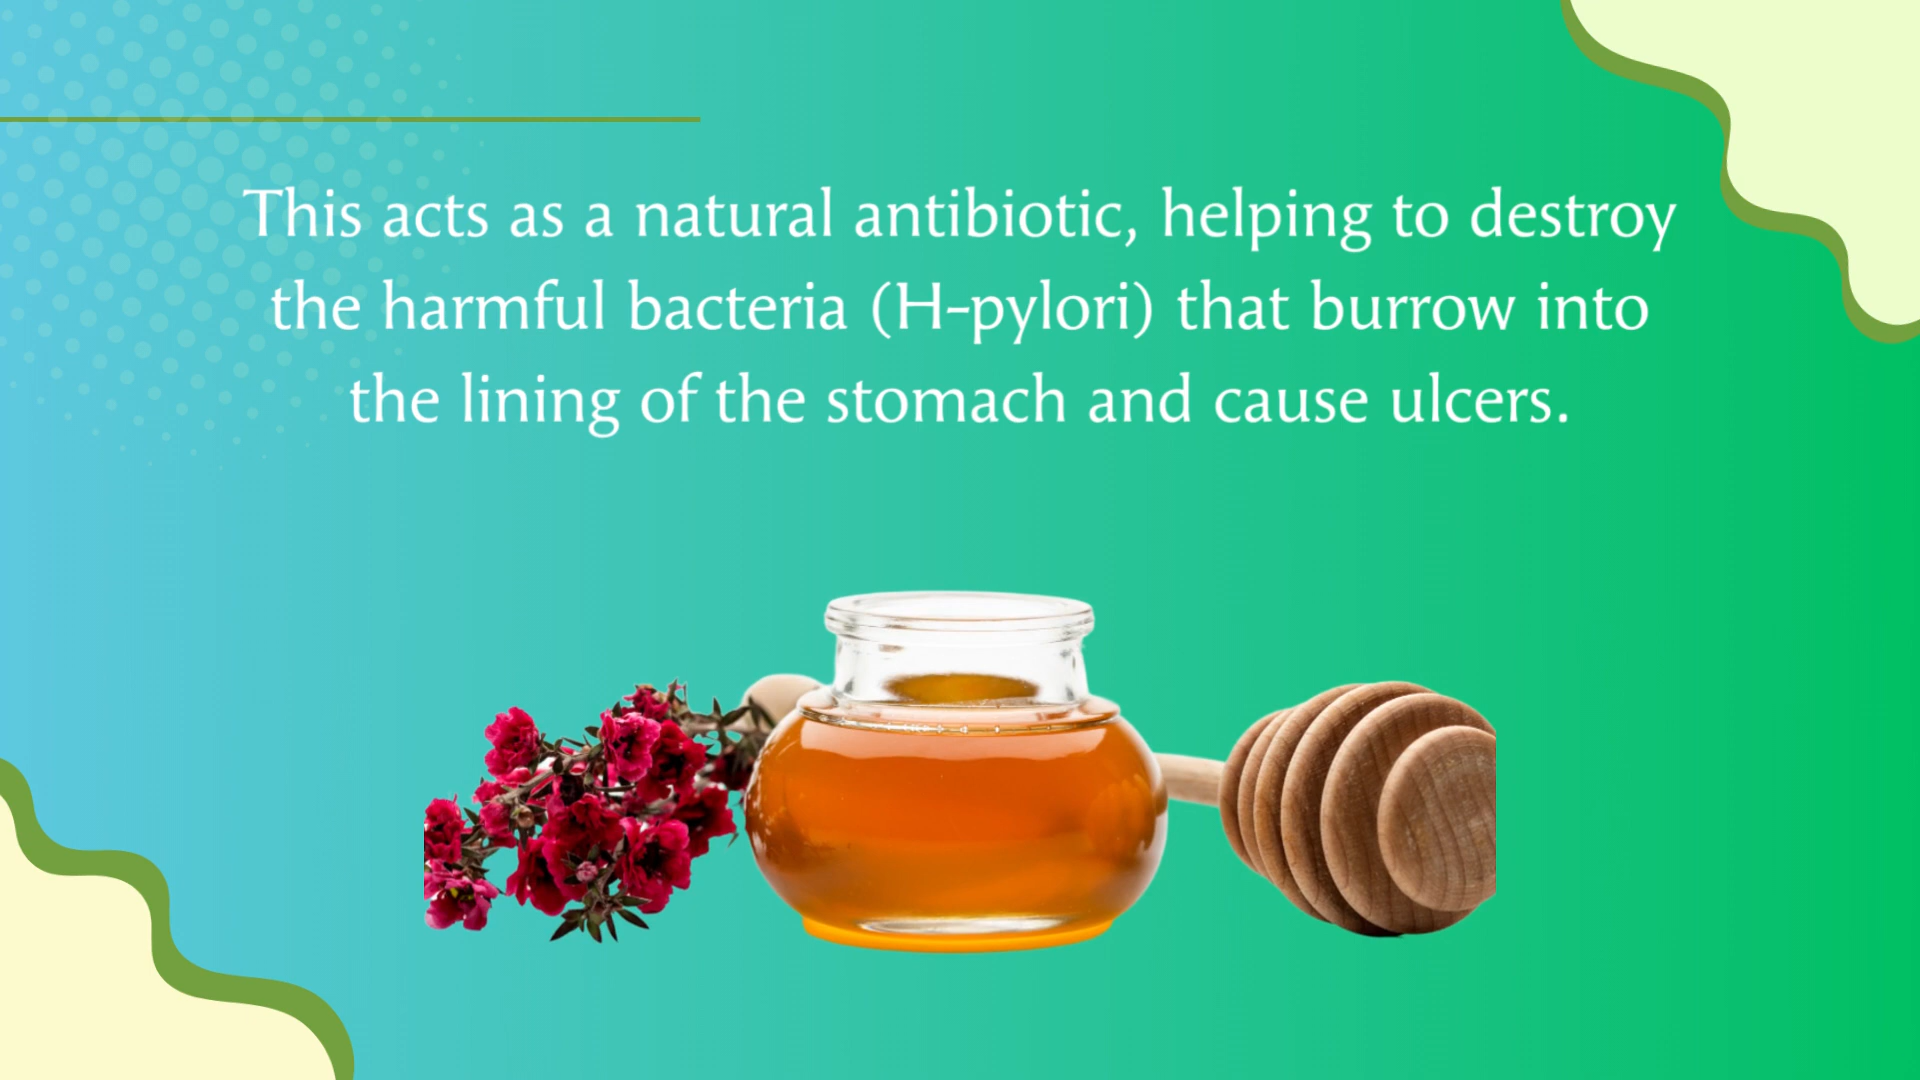 This acts as a natural antibiotic, helping to destroy
the harmful bacteria (H-pylori) that burrow into
the lining of the stomach and cause ulcers.